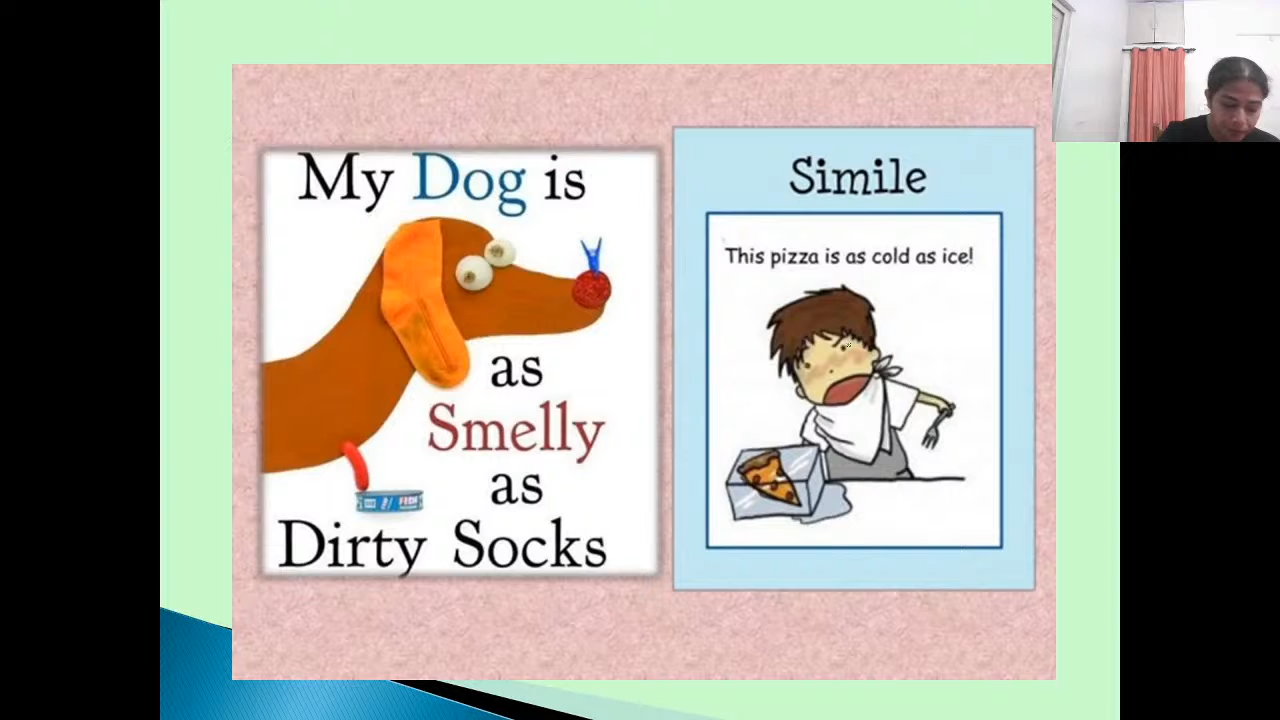 My Dog is
as
Smelly
as
Dirty Socks
Simile
This pizza is as cold as ice!